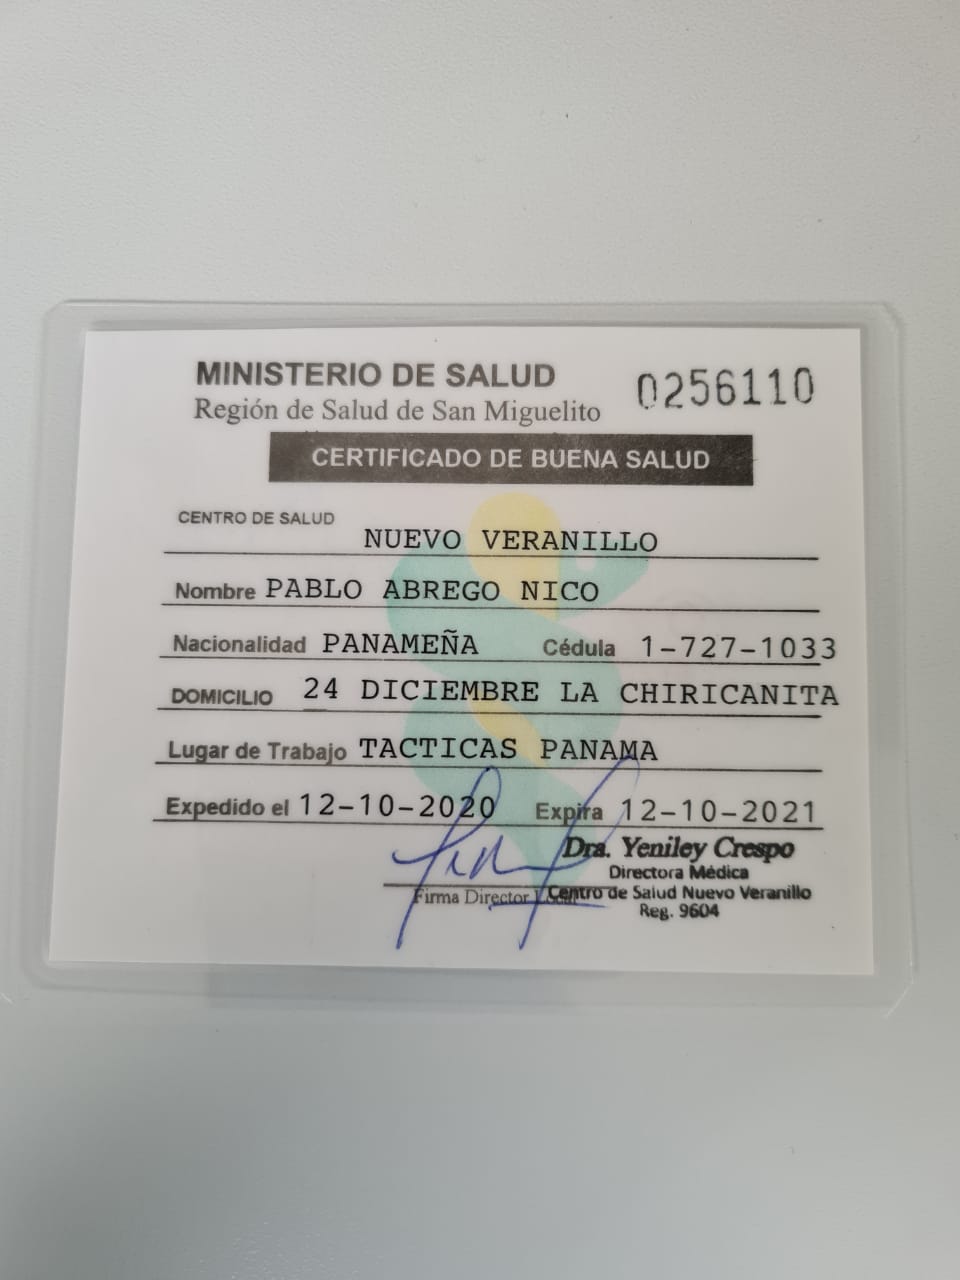 MINISTERIO DE SALUD
0256110
Región de Salud de San Miguelito
CERTIFICADO DE BUENA SALUD
CENTRO DE SALUD NUEVO VERANILLO
Nombre PABLO ABREGO NICO
Nacionalidad PANAMEÑA Cédula 1-727-1033
DOMICILIO 24 DICIEMBRE LA CHIRICANITA
Lugar de Trabajo TACTICAS PANAMA
Expedido el 12-10-2020 Expira 12-10-2021
Dra. Yeniley Crespo
Directora Médica
Firma Director Centro de Salud Nuevo Veranillo
Reg. 9604